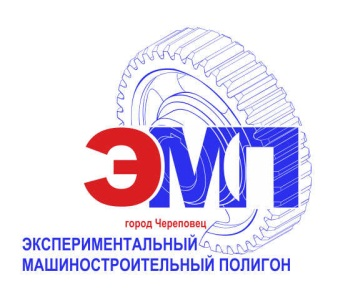 ЭМП
город Череповец
ЭКСПЕРИМЕНТАЛЬНЫЙ
МАШИНОСТРОИТЕЛЬНЫЙ ПОЛИГОН